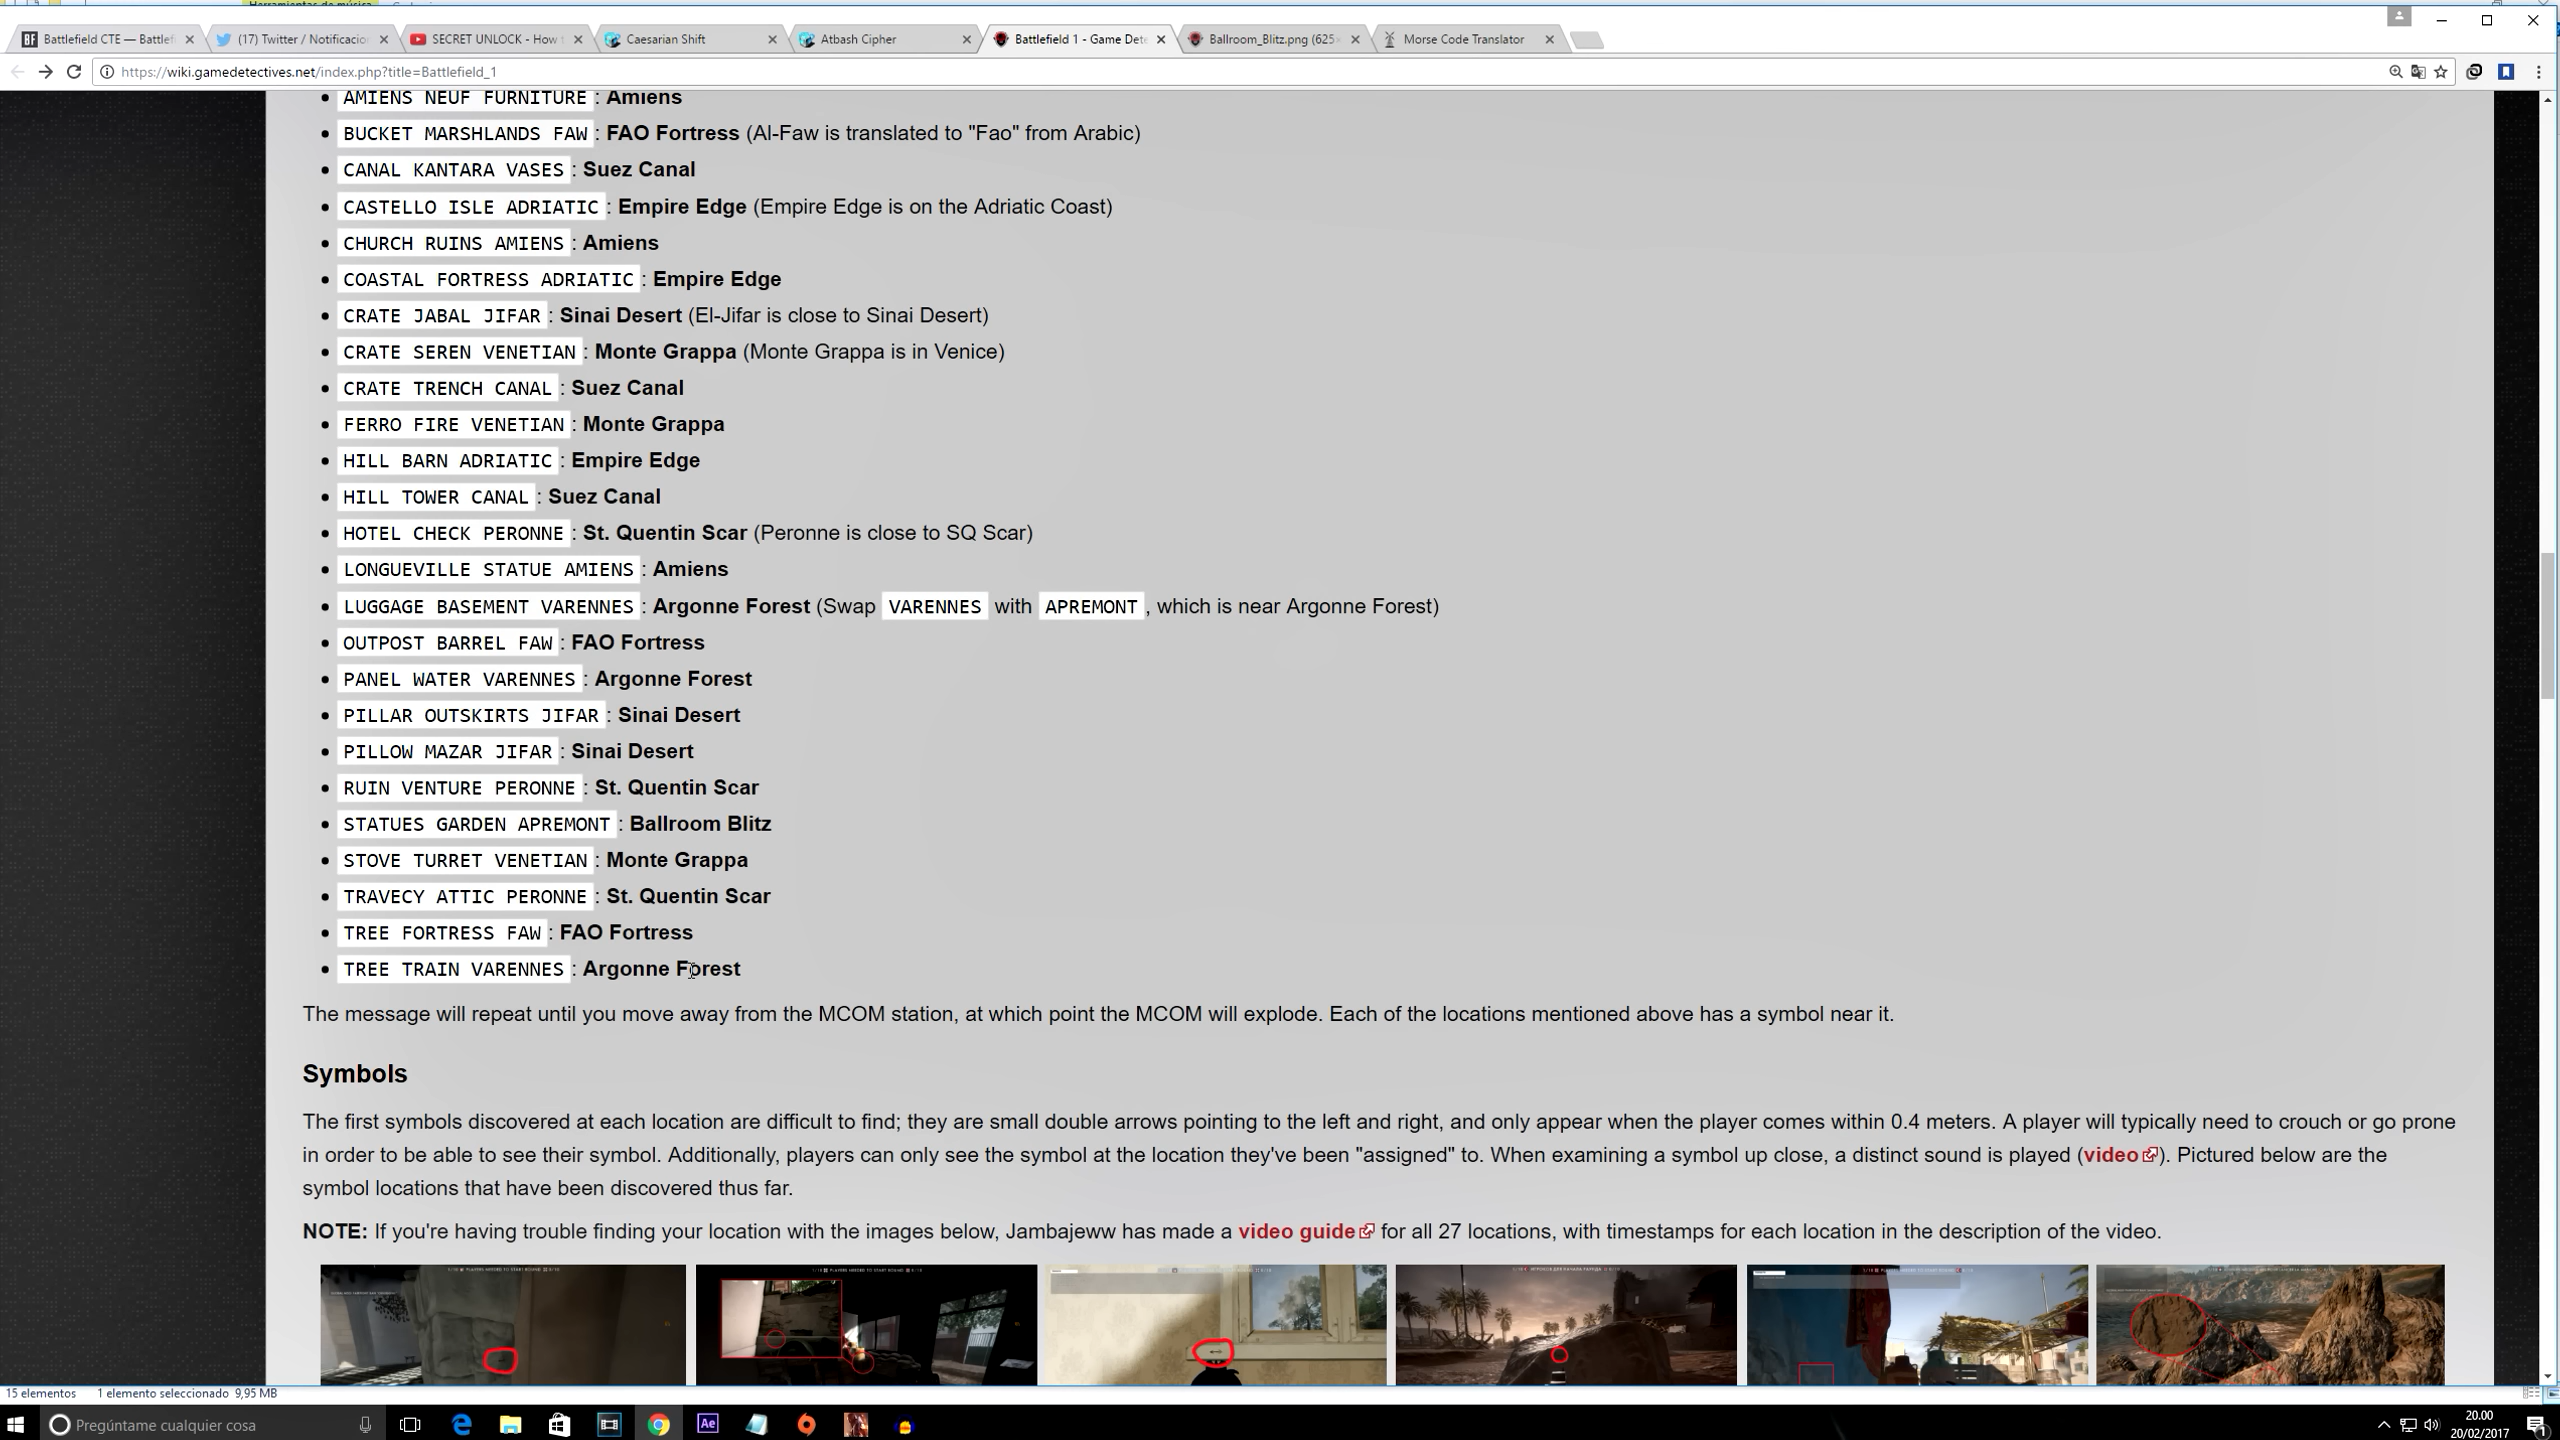 Herramientas de música
Battlefield CTE — Battlef
(17) Twitter / Notificacio
SECRET UNLOCK - How
Caesarian Shift
Atbash Cipher
Battlefield 1 - Game Dete
Ballroom_Blitz.png (625×
Morse Code Translator
https://wiki.gamedetectives.net/index.php?title=Battlefield_1
AMIENS NEUF FURNITURE : Amiens
BUCKET MARSHLANDS FAW : FAO Fortress (Al-Faw is translated to "Fao" from Arabic)
CANAL KANTARA VASES : Suez Canal
CASTELLO ISLE ADRIATIC : Empire Edge (Empire Edge is on the Adriatic Coast)
CHURCH RUINS AMIENS : Amiens
COASTAL FORTRESS ADRIATIC : Empire Edge
CRATE JABAL JIFAR : Sinai Desert (El-Jifar is close to Sinai Desert)
CRATE SEREN VENETIAN : Monte Grappa (Monte Grappa is in Venice)
CRATE TRENCH CANAL : Suez Canal
FERRO FIRE VENETIAN : Monte Grappa
HILL BARN ADRIATIC : Empire Edge
HILL TOWER CANAL : Suez Canal
HOTEL CHECK PERONNE : St. Quentin Scar (Peronne is close to SQ Scar)
LONGUEVILLE STATUE AMIENS : Amiens
LUGGAGE BASEMENT VARENNES : Argonne Forest (Swap VARENNES with APREMONT, which is near Argonne Forest)
OUTPOST BARREL FAW : FAO Fortress
PANEL WATER VARENNES : Argonne Forest
PILLAR OUTSKIRTS JIFAR : Sinai Desert
PILLOW MAZAR JIFAR : Sinai Desert
RUIN VENTURE PERONNE : St. Quentin Scar
STATUES GARDEN APREMONT : Ballroom Blitz
STOVE TURRET VENETIAN : Monte Grappa
TRAVECY ATTIC PERONNE : St. Quentin Scar
TREE FORTRESS FAW : FAO Fortress
TREE TRAIN VARENNES : Argonne Forest
The message will repeat until you move away from the MCOM station, at which point the MCOM will explode. Each of the locations mentioned above has a symbol near it.
Symbols
The first symbols discovered at each location are difficult to find; they are small double arrows pointing to the left and right, and only appear when the player comes within 0.4 meters. A player will typically need to crouch or go prone
in order to be able to see their symbol. Additionally, players can only see the symbol at the location they've been "assigned" to. When examining a symbol up close, a distinct sound is played (video). Pictured below are the
symbol locations that have been discovered thus far.
NOTE: If you're having trouble finding your location with the images below, Jambajeww has made a video guide for all 27 locations, with timestamps for each location in the description of the video.
15 elementos 1 elemento seleccionado 9,95 MB
Pregúntame cualquier cosa
Ae
20.00
20/02/2017